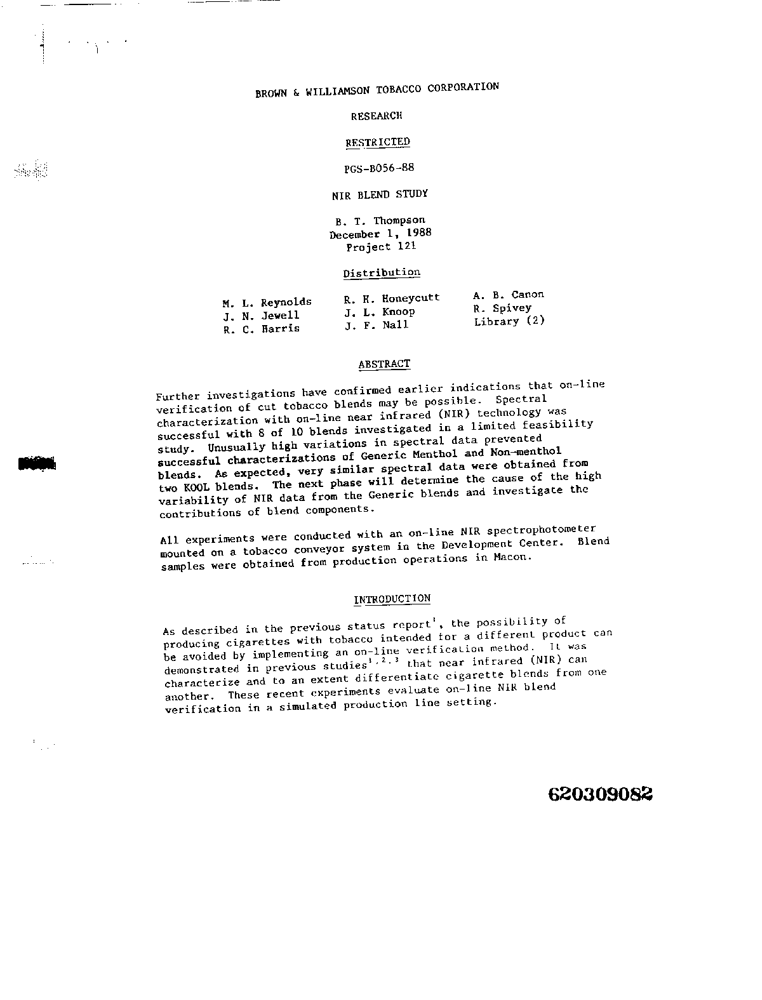 BROWN & WILLIAMSON TOBACCO CORPORATION
RESEARCH
RESTRICTED
PGS-B056-88
NIR BLEND STUDY
B. T. Thompson
December 1, 1988
Project 121
Distribution
M. L. Reynolds R. H. Honeycutt A. B. Canon
J. N. Jewell J. L. Knoop R. Spivey
R. C. Harris J. F. Nall Library (2)
ABSTRACT
Further investigations have confirmed earlier indications that on-line
verification of cut tobacco blends may be possible. Spectral
characterization with on-line near infrared (NIR) technology was
successful with 8 of 10 blends investigated in a limited feasibility
study. Unusually high variations in spectral data prevented
successful characterizations of Generic Menthol and Non-menthol
blends. As expected, very similar spectral data were obtained from
two KOOL blends. The next phase will determine the cause of the high
variability of NIR data from the Generic blends and investigate the
contributions of blend components.
All experiments were conducted with an on-line NIR spectrophotometer
mounted on a tobacco conveyor system in the Development Center. Blend
samples were obtained from production operations in Macon.
INTRODUCTION
As described in the previous status report¹, the possibility of
producing cigarettes with tobacco intended for a different product can
be avoided by implementing an on-line verification method. It was
demonstrated in previous studies¹,²,³ that near infrared (NIR) can
characterize and to an extent differentiate cigarette blends from one
another. These recent experiments evaluate on-line NIR blend
verification in a simulated production line setting.
620309082